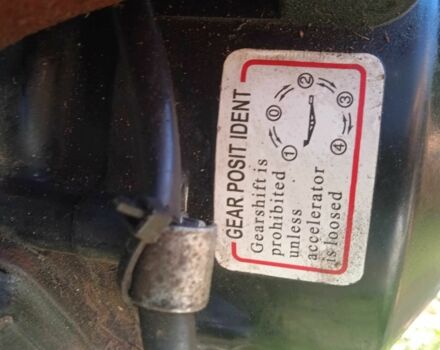 GEAR POSIT IDENT
Gearshift is
prohibited
unless
accelerator
is loosed
1 0 2 3 4